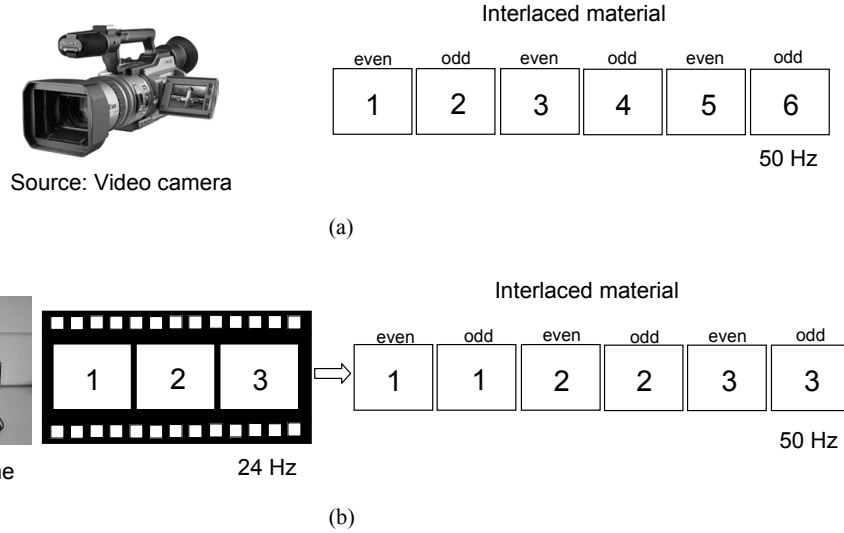 Interlaced material
even odd even odd even odd
1 2 3 4 5 6
50 Hz
Source: Video camera
(a)
Interlaced material
even odd even odd even odd
1 2 3
1 1 2 2 3 3
24 Hz
50 Hz
(b)